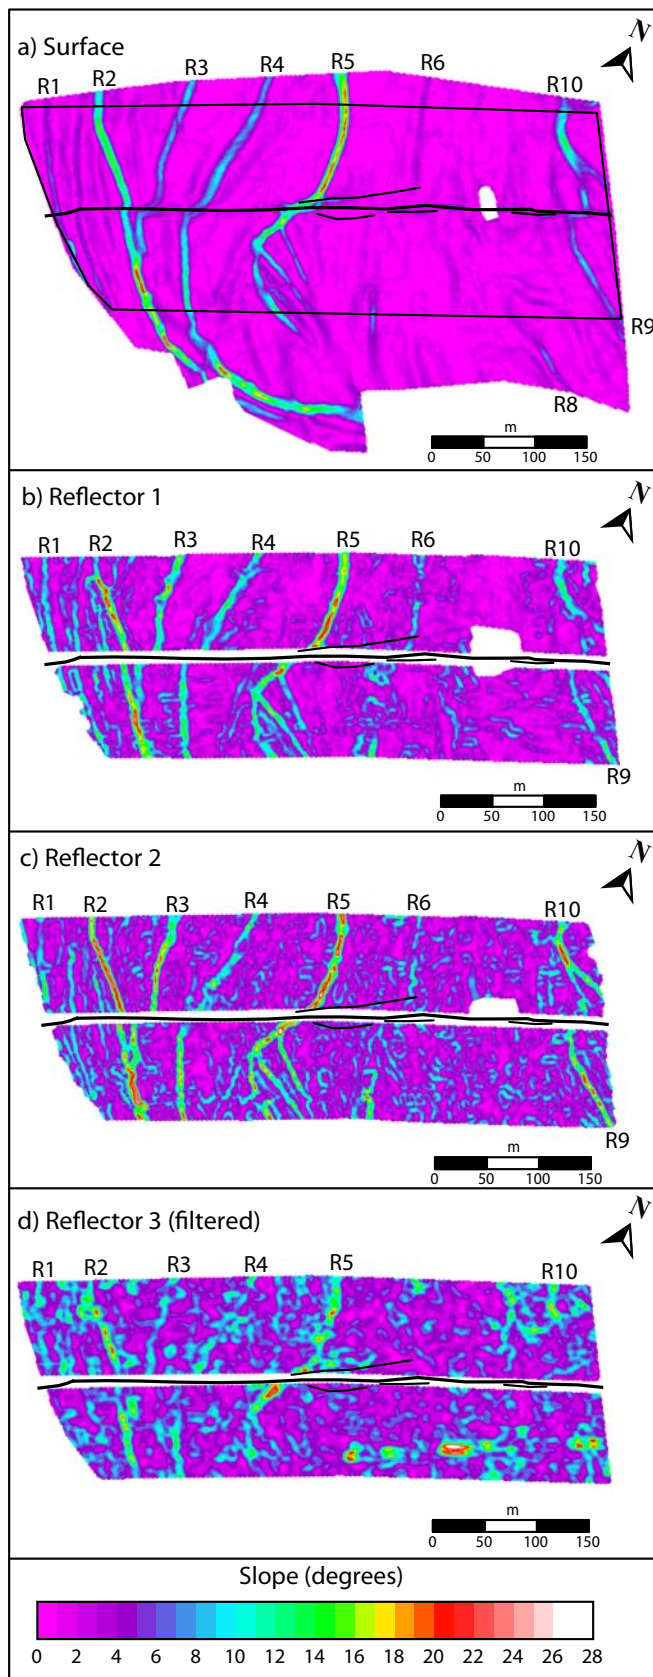 N
a) Surface
R1 R2 R3 R4 R5 R6 R10
R9
R8
m
0 50 100 150
N
b) Reflector 1
R1 R2 R3 R4 R5 R6 R10
R9
m
0 50 100 150
N
c) Reflector 2
R1 R2 R3 R4 R5 R6 R10
R9
m
0 50 100 150
N
d) Reflector 3 (filtered)
R1 R2 R3 R4 R5 R10
m
0 50 100 150
Slope (degrees)
0 2 4 6 8 10 12 14 16 18 20 22 24 26 28